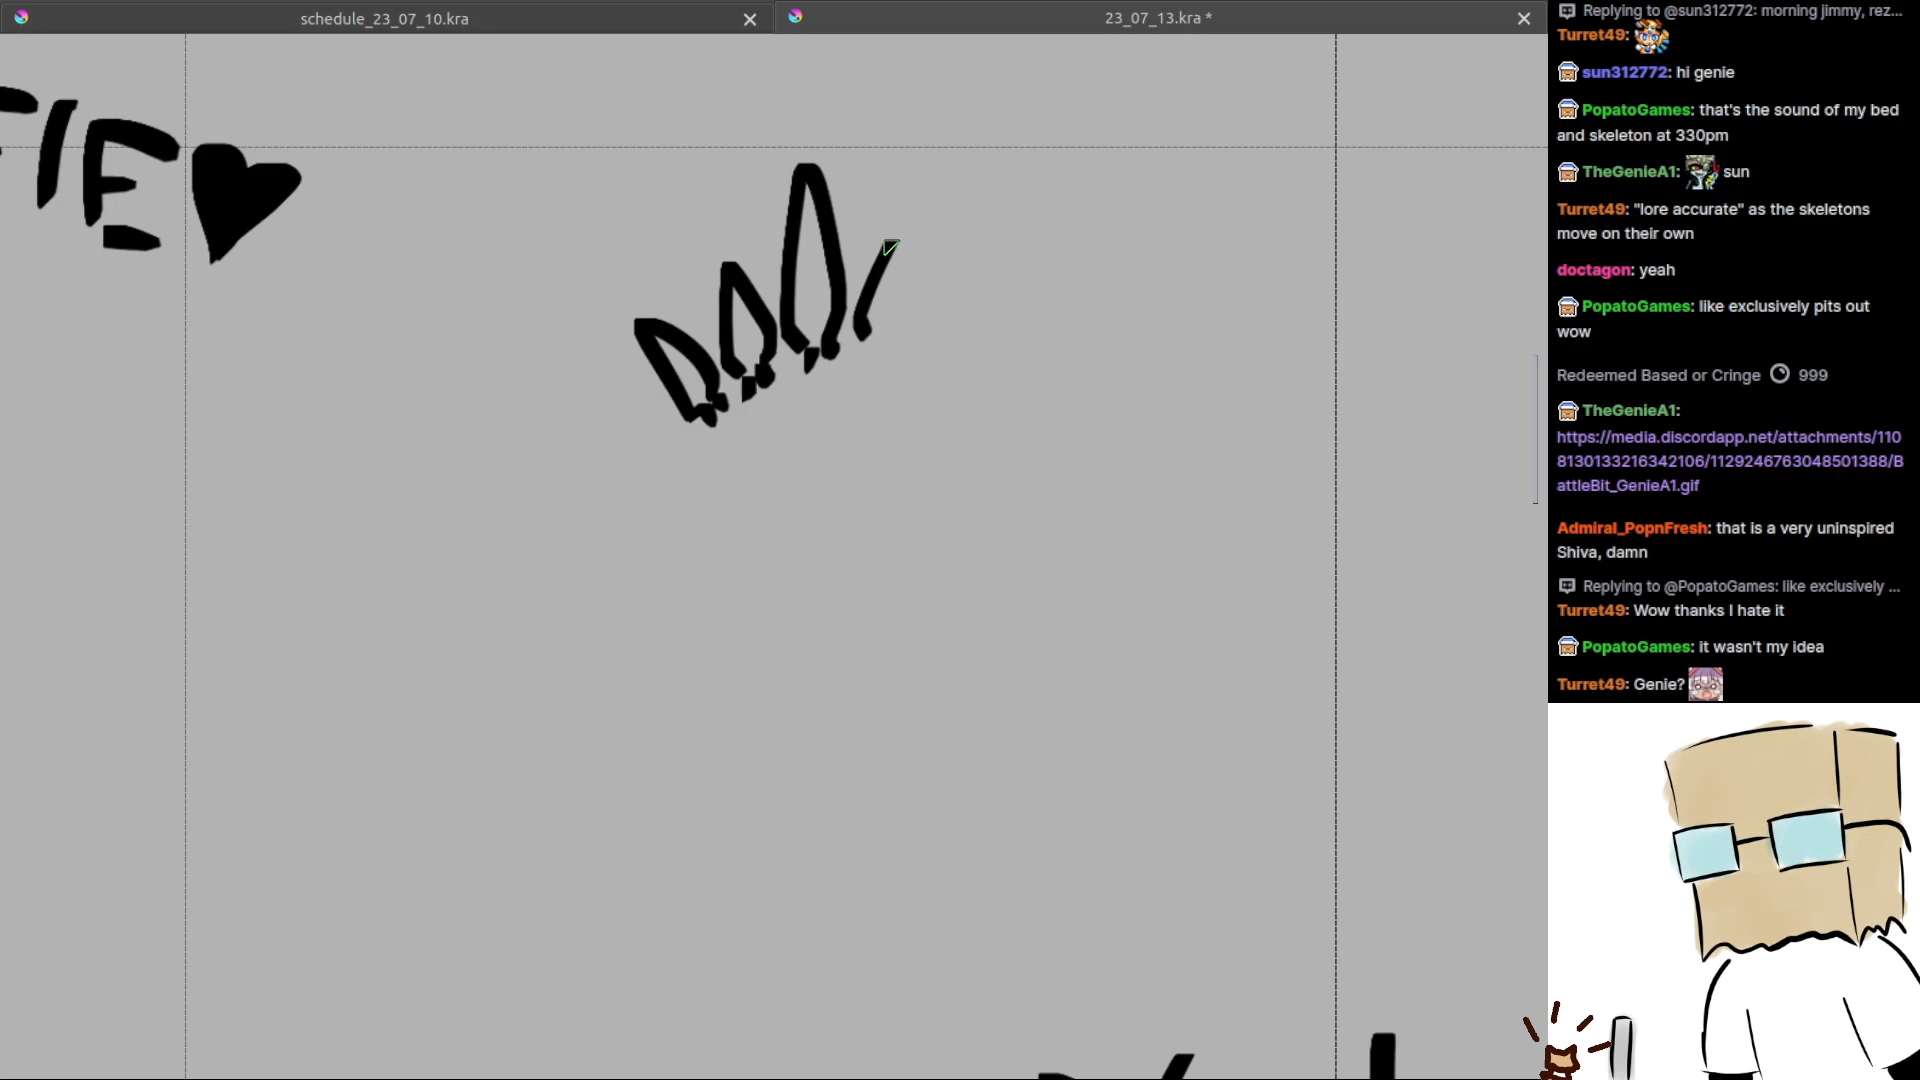 schedule_23_07_10.kra
23_07_13.kra *
IE
Replying to @sun312772: morning jimmy, rez...
Turret49:
sun312772: hi genie
PopatoGames: that's the sound of my bed
and skeleton at 330pm
TheGenieA1: sun
Turret49: "lore accurate" as the skeletons
move on their own
doctagon: yeah
PopatoGames: like exclusively pits out
wow
Redeemed Based or Cringe 999
TheGenieA1:
https://media.discordapp.net/attachments/110
8130133216342106/1129246763048501388/B
attleBit_GenieA1.gif
Admiral_PopnFresh: that is a very uninspired
Shiva, damn
Replying to @PopatoGames: like exclusively ...
Turret49: Wow thanks I hate it
PopatoGames: it wasn't my idea
Turret49: Genie?